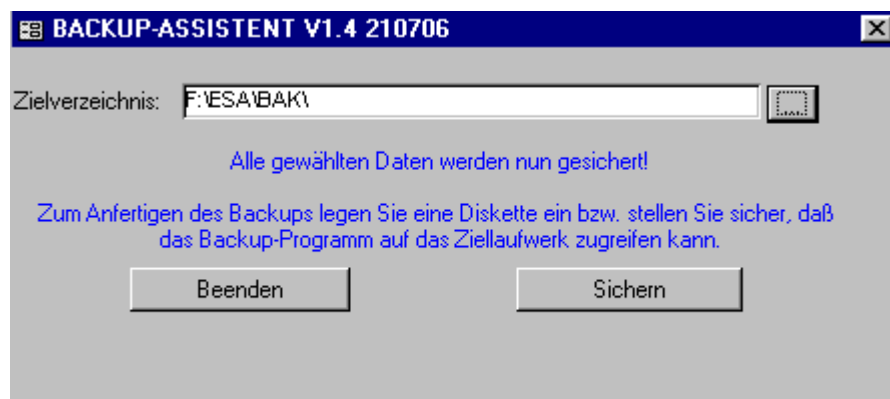 BACKUP-ASSISTENT V1.4 210706
Zielverzeichnis: F:\ESA\BAK\ ...
Alle gewählten Daten werden nun gesichert!
Zum Anfertigen des Backups legen Sie eine Diskette ein bzw. stellen Sie sicher, daß
das Backup-Programm auf das Ziellaufwerk zugreifen kann.
Beenden Sichern